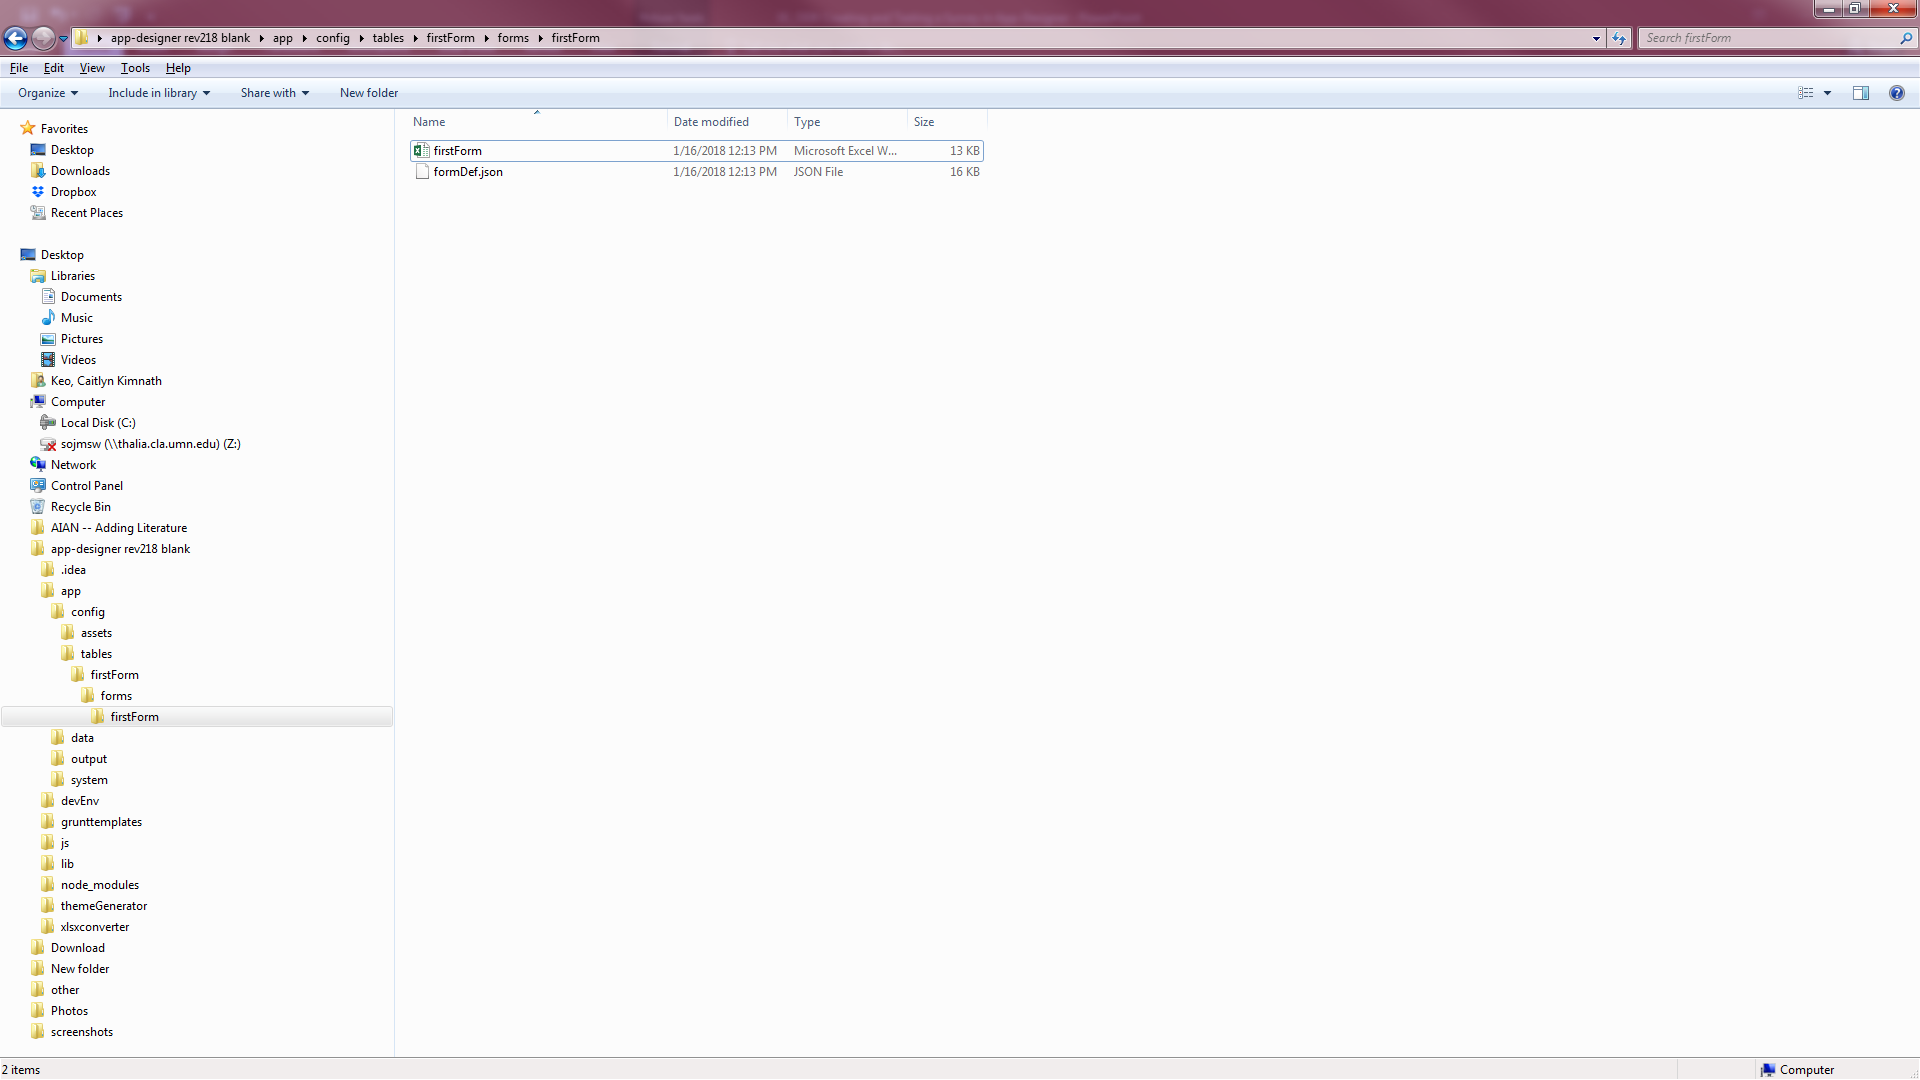 app-designer rev218 blank app config tables firstForm forms firstForm
Search firstForm
File Edit View Tools Help
Organize Include in library Share with New folder
Favorites
Desktop
Downloads
Dropbox
Recent Places
Desktop
Libraries
Documents
Music
Pictures
Videos
Keo, Caitlyn Kimnath
Computer
Local Disk (C:)
sojmsw (\\thalia.cla.umn.edu) (Z:)
Network
Control Panel
Recycle Bin
AIAN -- Adding Literature
app-designer rev218 blank
.idea
app
config
assets
tables
firstForm
forms
firstForm
data
output
system
devEnv
grunttemplates
js
lib
node_modules
themeGenerator
xlsxconverter
Download
New folder
other
Photos
screenshots
Name Date modified Type Size
firstForm 1/16/2018 12:13 PM Microsoft Excel W... 13 KB
formDef.json 1/16/2018 12:13 PM JSON File 16 KB
2 items
Computer